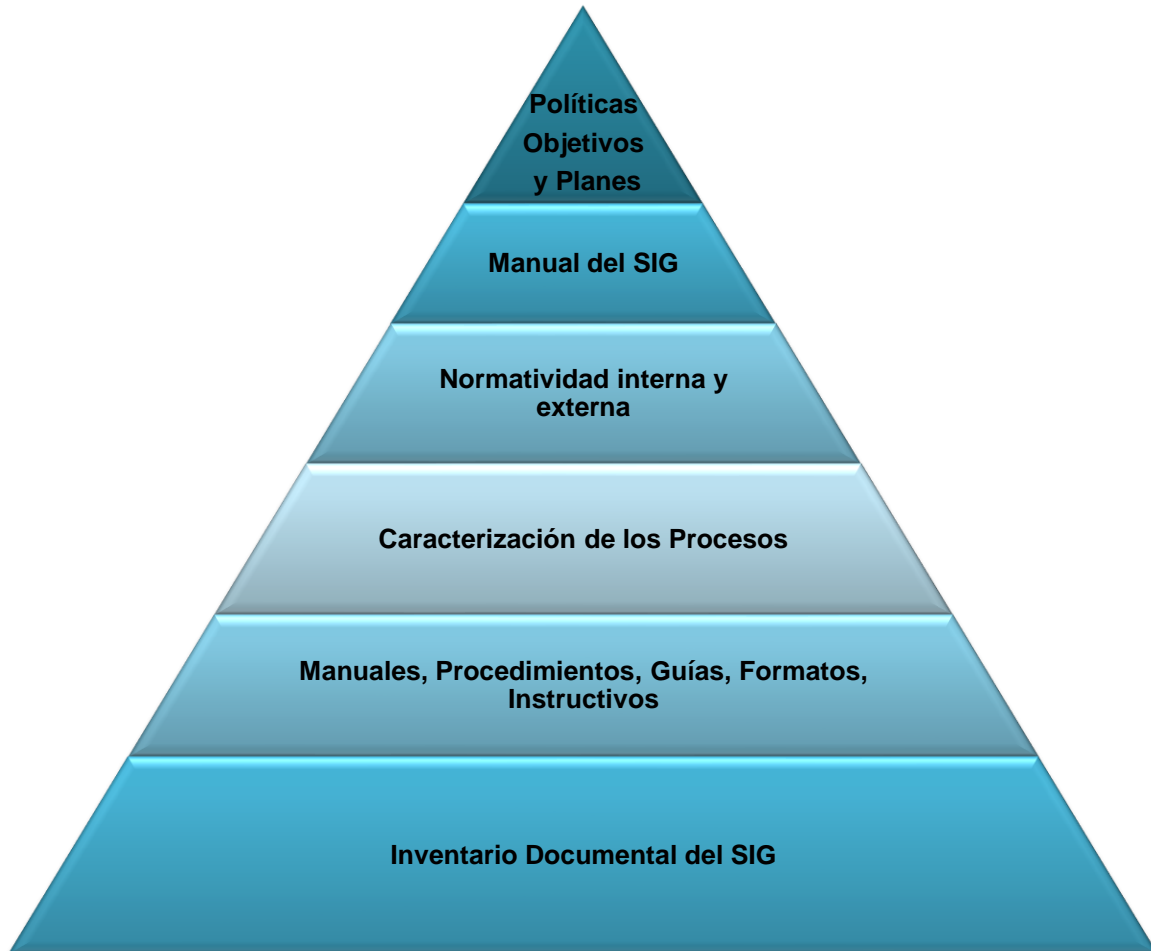 Políticas
Objetivos
y Planes
Manual del SIG
Normatividad interna y
externa
Caracterización de los Procesos
Manuales, Procedimientos, Guías, Formatos,
Instructivos
Inventario Documental del SIG